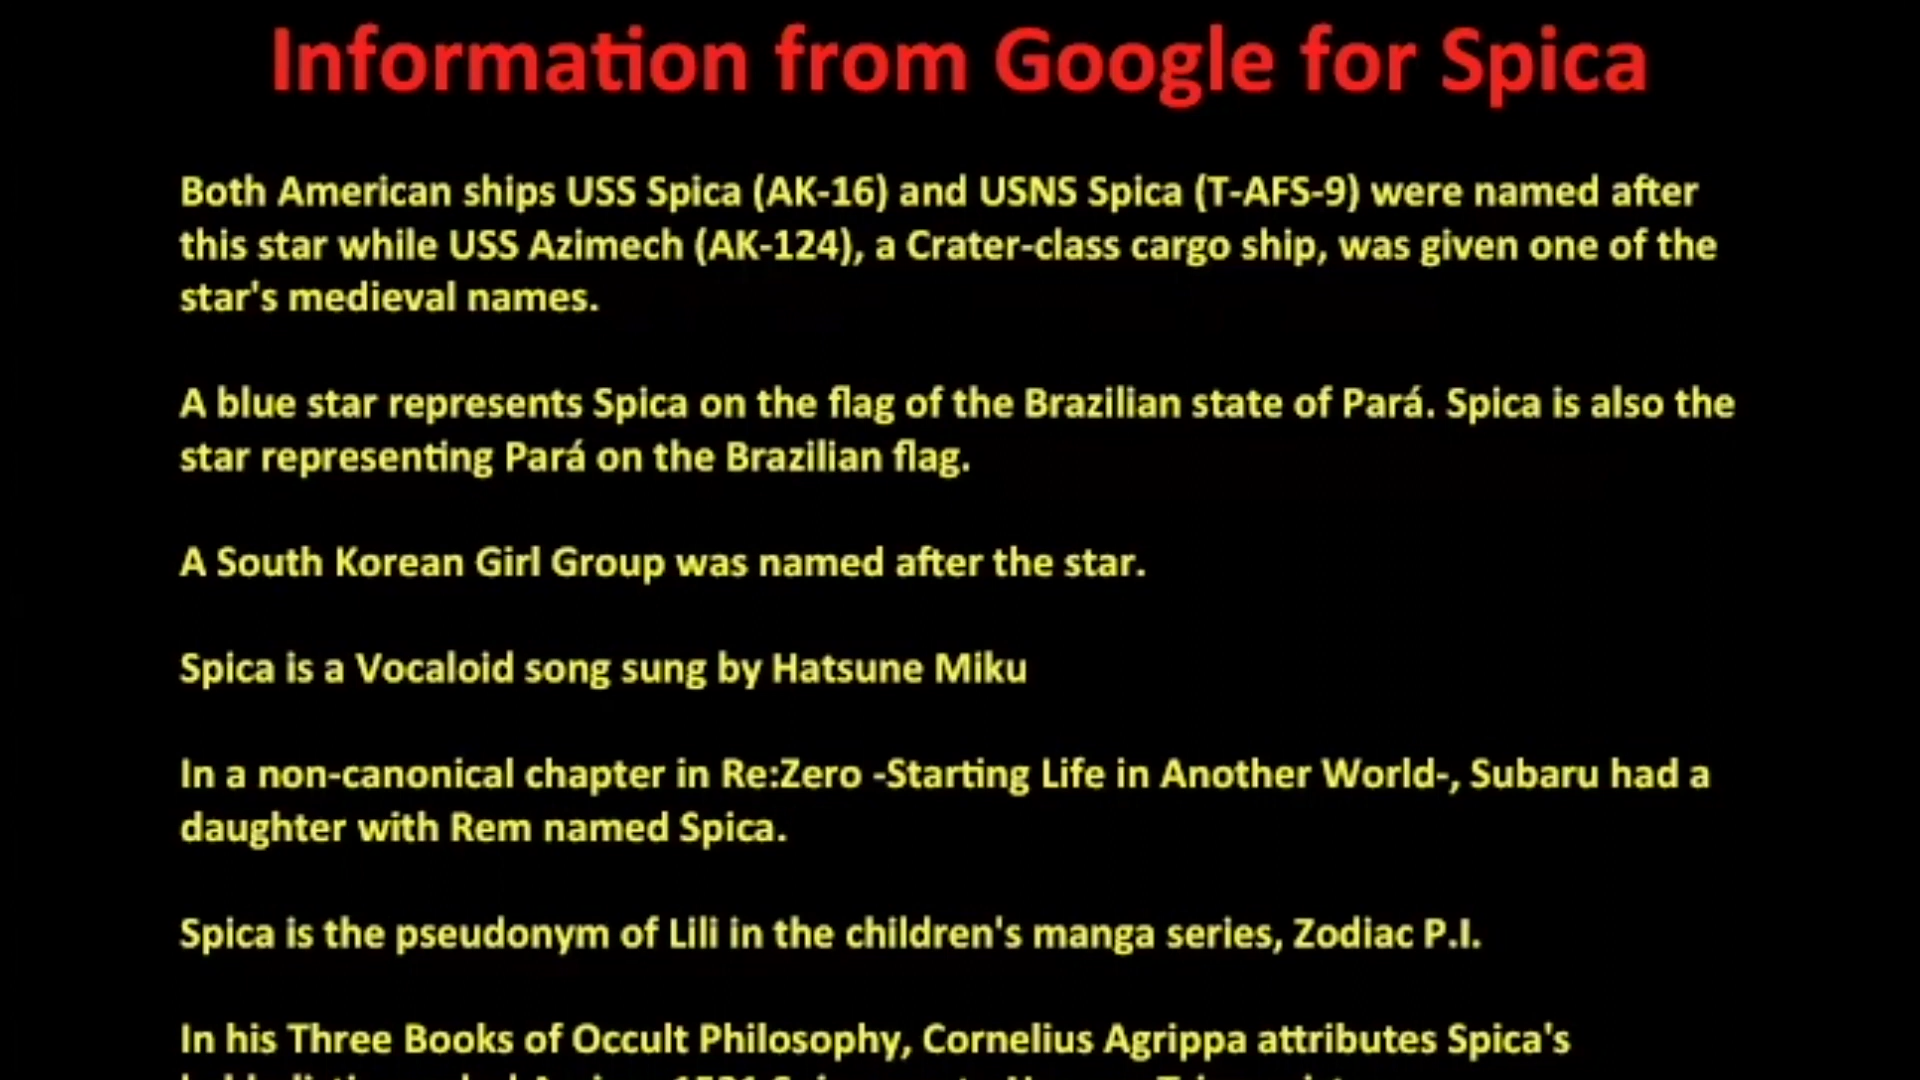 Information from Google for Spica
Both American ships USS Spica (AK-16) and USNS Spica (T-AFS-9) were named after
this star while USS Azimech (AK-124), a Crater-class cargo ship, was given one of the
star's medieval names.
A blue star represents Spica on the flag of the Brazilian state of Pará. Spica is also the
star representing Pará on the Brazilian flag.
A South Korean Girl Group was named after the star.
Spica is a Vocaloid song sung by Hatsune Miku
In a non-canonical chapter in Re:Zero -Starting Life in Another World-, Subaru had a
daughter with Rem named Spica.
Spica is the pseudonym of Lili in the children's manga series, Zodiac P.I.
In his Three Books of Occult Philosophy, Cornelius Agrippa attributes Spica's